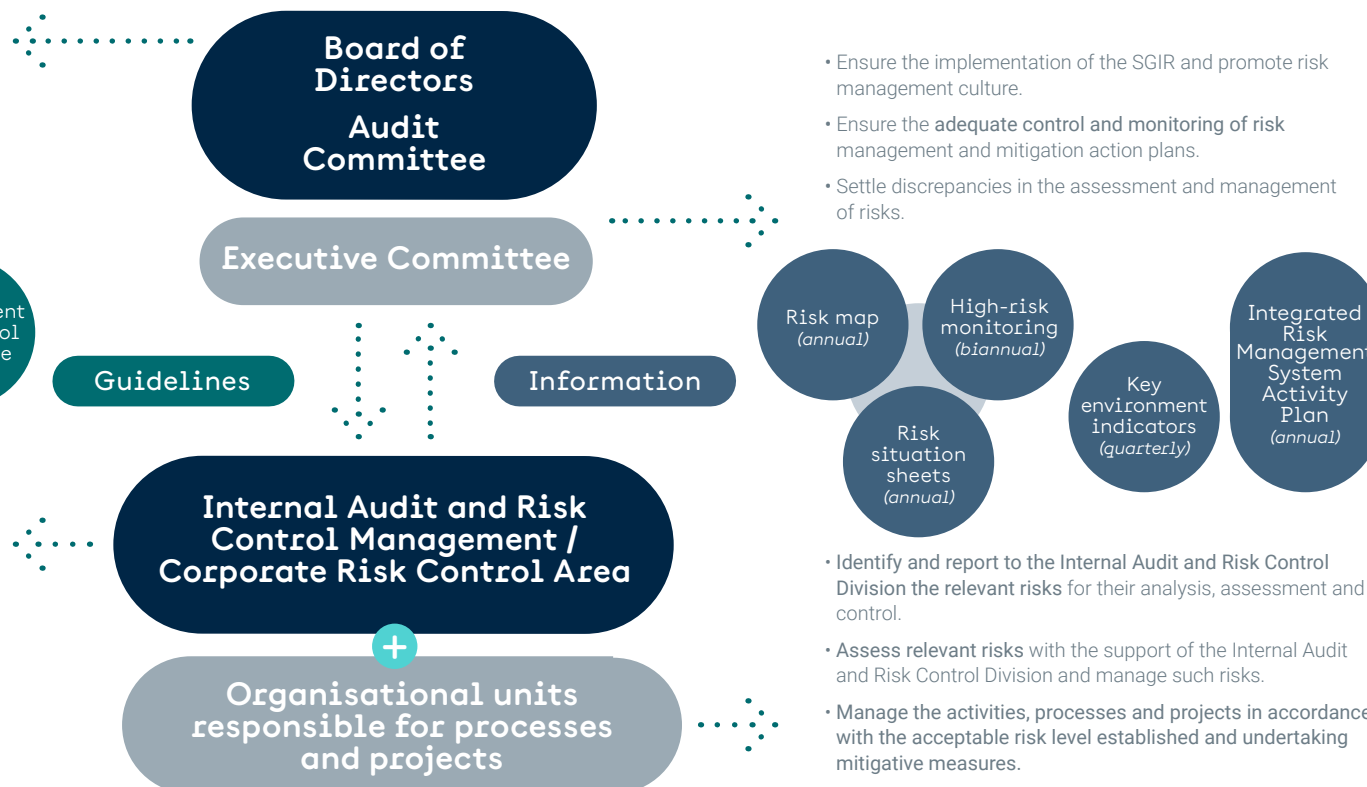 Board of
Directors
Audit
Committee
Executive Committee
• Ensure the implementation of the SGIR and promote risk
management culture.
• Ensure the adequate control and monitoring of risk
management and mitigation action plans.
• Settle discrepancies in the assessment and management
of risks.
Guidelines
Information
Risk map
(annual)
High-risk
monitoring
(biannual)
Risk
situation
sheets
(annual)
Key
environment
indicators
(quarterly)
Integrated
Risk
Management
System
Activity
Plan
(annual)
Internal Audit and Risk
Control Management /
Corporate Risk Control Area
+
Organisational units
responsible for processes
and projects
• Identify and report to the Internal Audit and Risk Control
Division the relevant risks for their analysis, assessment and
control.
• Assess relevant risks with the support of the Internal Audit
and Risk Control Division and manage such risks.
• Manage the activities, processes and projects in accordance
with the acceptable risk level established and undertaking
mitigative measures.